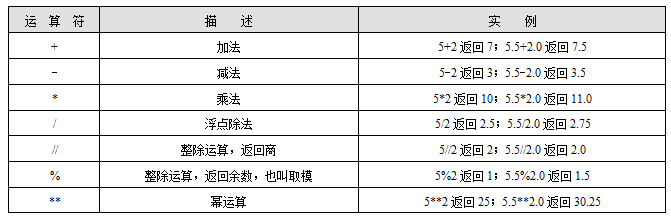 运 算 符 描 述 实 例
+ 加法 5+2 返回 7；5.5+2.0 返回 7.5
− 减法 5−2 返回 3；5.5−2.0 返回 3.5
* 乘法 5*2 返回 10；5.5*2.0 返回 11.0
/ 浮点除法 5/2 返回 2.5；5.5/2.0 返回 2.75
// 整除运算，返回商 5//2 返回 2；5.5//2.0 返回 2.0
% 整除运算，返回余数，也叫取模 5%2 返回 1；5.5%2.0 返回 1.5
** 幂运算 5**2 返回 25；5.5**2.0 返回 30.25